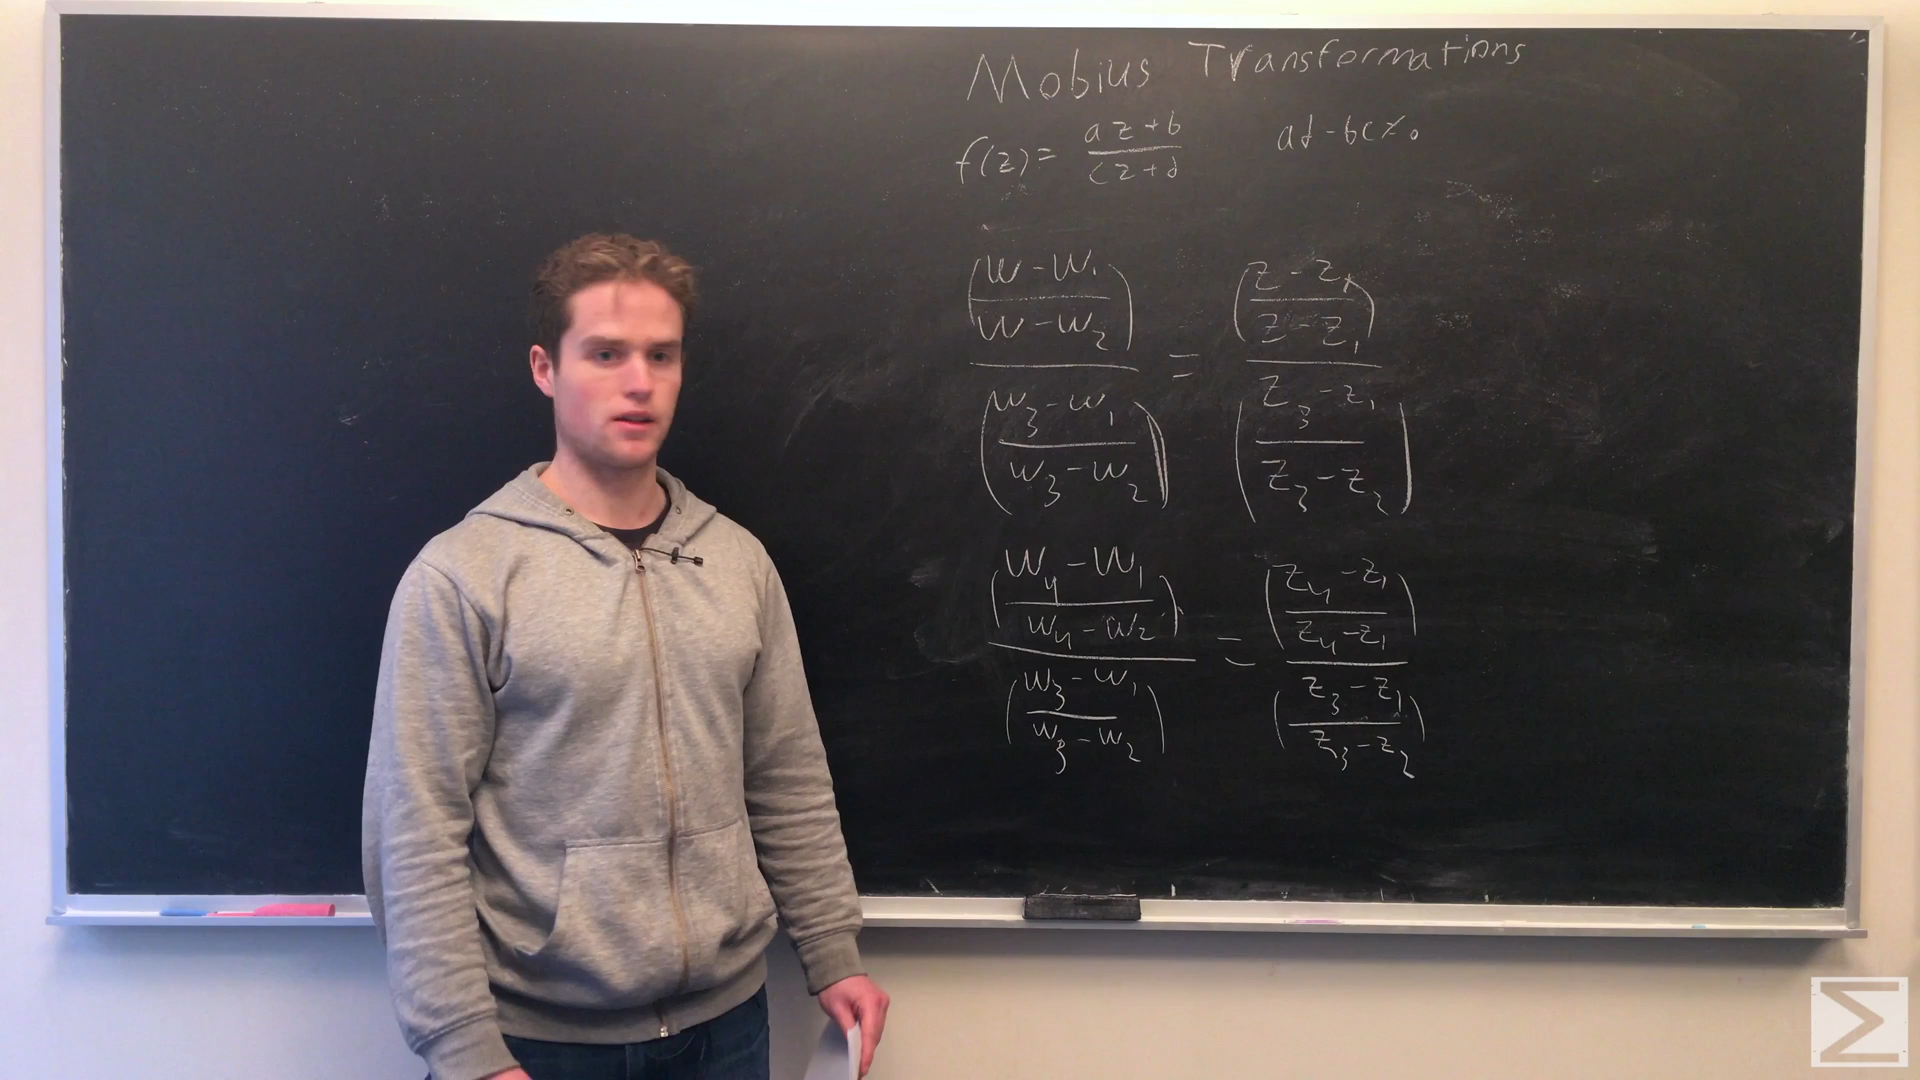 Mobius Transformations
f(z) = (az+b)/(cz+d)    ad-bc≠0
((w-w₁)/(w-w₂))/((w₃-w₁)/(w₃-w₂)) = ((z-z₁)/(z-z₁))/((z₃-z₁)/(z₃-z₂))
((w₄-w₁)/(w₄-w₂))/((w₃-w₁)/(w₃-w₂)) = ((z₄-z₁)/(z₄-z₁))/((z₃-z₁)/(z₃-z₂))
Σ